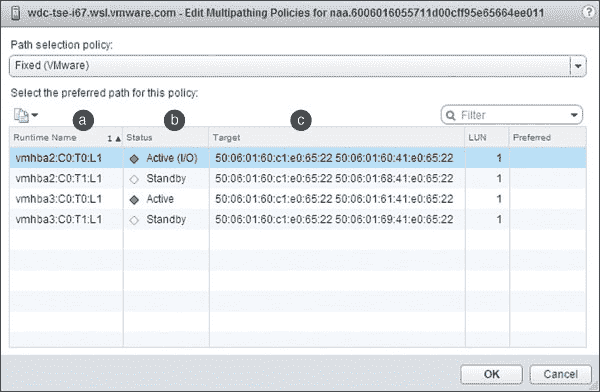 wdc-tse-i67.wsl.vmware.com - Edit Multipathing Policies for naa.6006016055711d00cff95e65664ee011
Path selection policy:
Fixed (VMware)
Select the preferred path for this policy:
a b c
Filter
Runtime Name 1 ▲ Status Target LUN Preferred
vmhba2:C0:T0:L1 Active (I/O) 50:06:01:60:c1:e0:65:22 50:06:01:60:41:e0:65:22 1
vmhba2:C0:T1:L1 Standby 50:06:01:60:c1:e0:65:22 50:06:01:68:41:e0:65:22 1
vmhba3:C0:T0:L1 Active 50:06:01:60:c1:e0:65:22 50:06:01:61:41:e0:65:22 1
vmhba3:C0:T1:L1 Standby 50:06:01:60:c1:e0:65:22 50:06:01:69:41:e0:65:22 1
OK Cancel